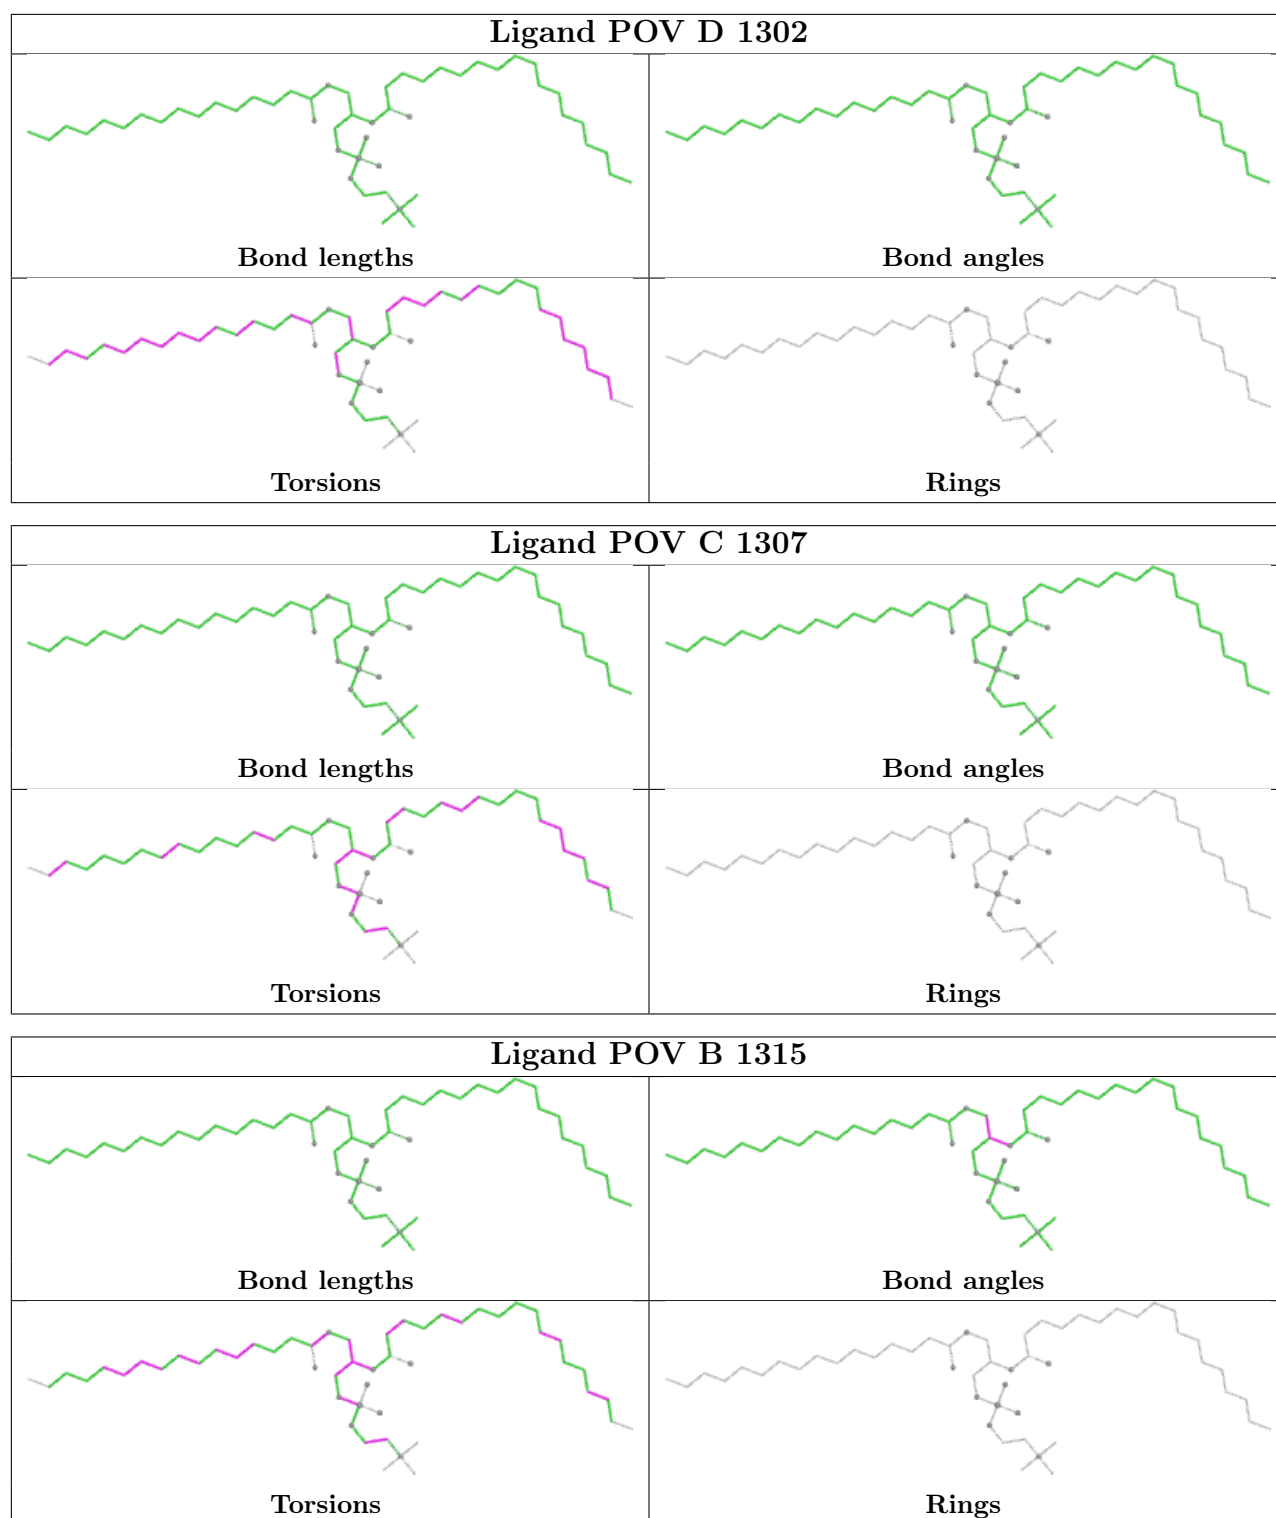 Ligand POV D 1302
Bond lengths
Bond angles
Torsions
Rings
Ligand POV C 1307
Bond lengths
Bond angles
Torsions
Rings
Ligand POV B 1315
Bond lengths
Bond angles
Torsions
Rings